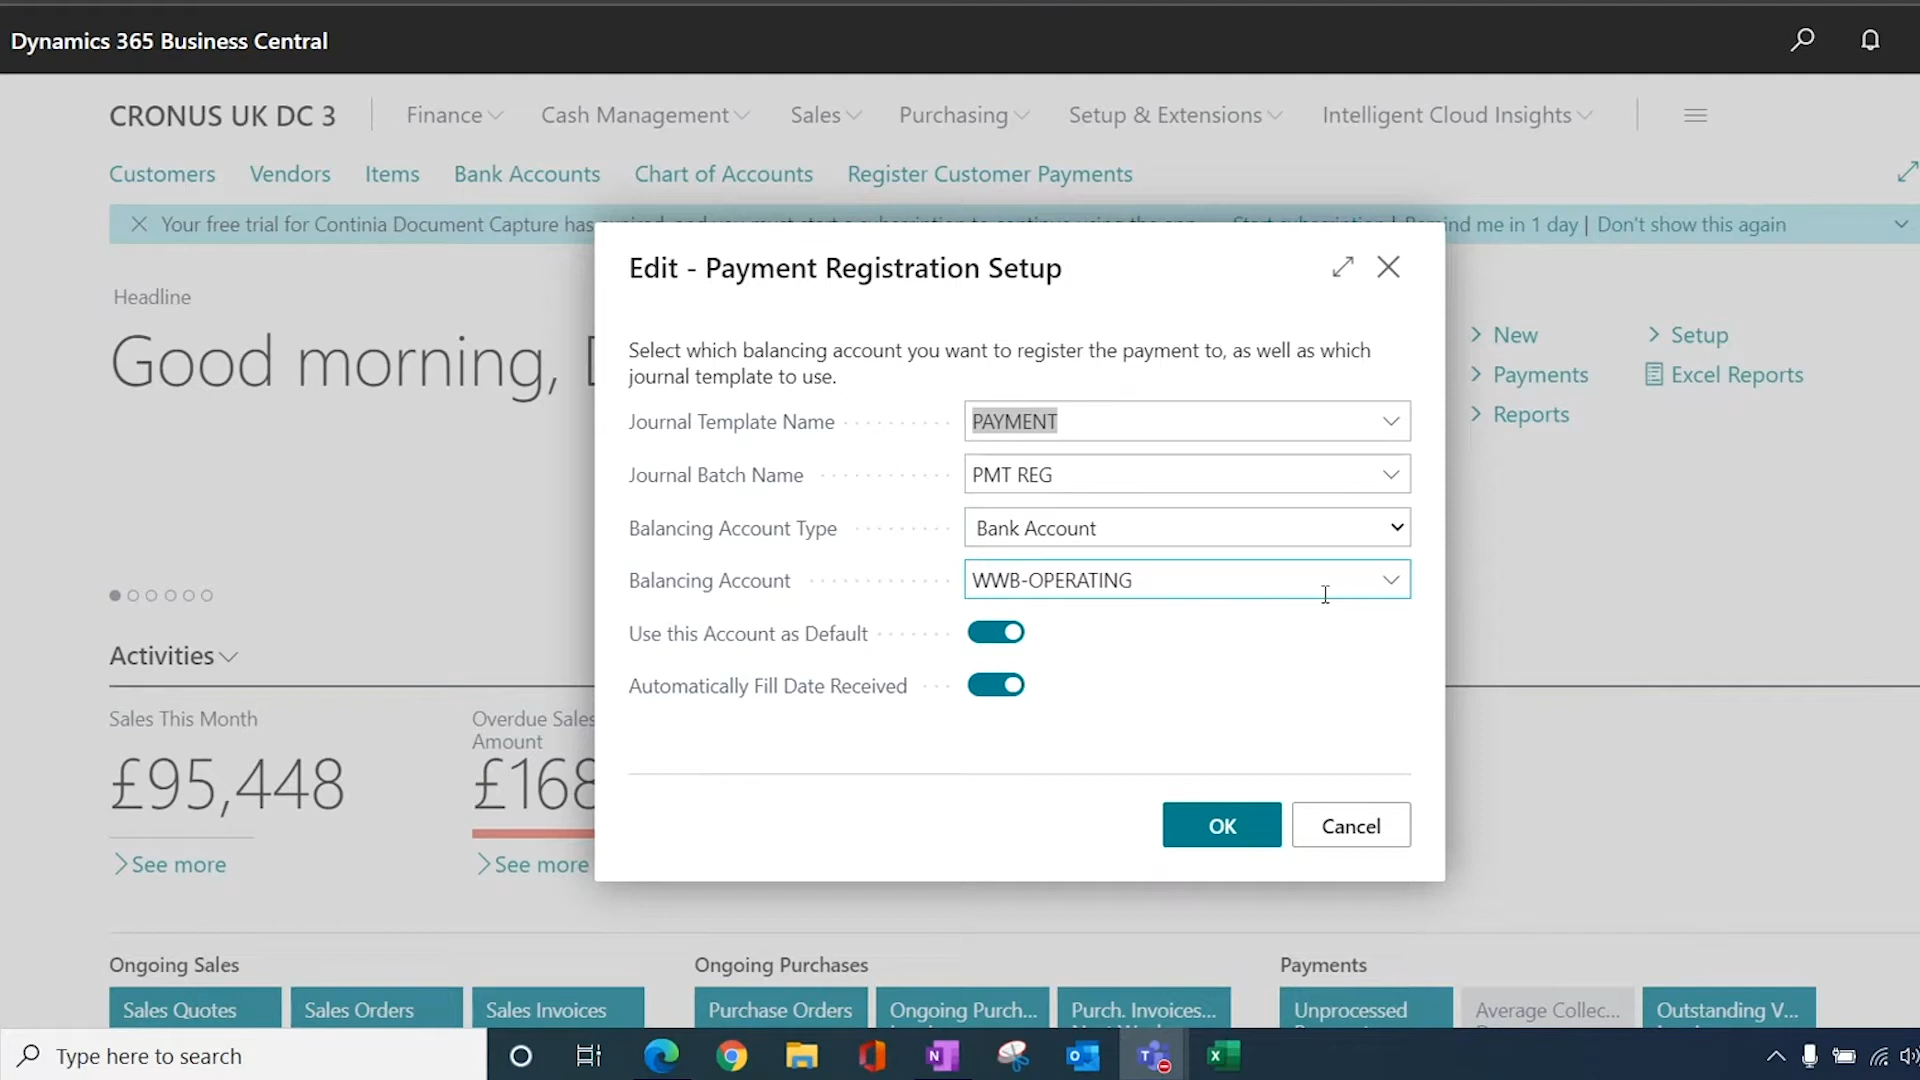 Dynamics 365 Business Central
CRONUS UK DC 3
Finance
Cash Management
Sales
Purchasing
Setup & Extensions
Intelligent Cloud Insights
Customers
Vendors
Items
Bank Accounts
Chart of Accounts
Register Customer Payments
Your free trial for Continia Document Capture has
ind me in 1 day | Don't show this again
Headline
Good morning,
New
Setup
Payments
Excel Reports
Reports
Edit - Payment Registration Setup
Select which balancing account you want to register the payment to, as well as which
journal template to use.
Journal Template Name
PAYMENT
Journal Batch Name
PMT REG
Balancing Account Type
Bank Account
Balancing Account
WWB-OPERATING
Use this Account as Default
Automatically Fill Date Received
OK
Cancel
Activities
Sales This Month
£95,448
See more
Overdue Sales
Amount
£168
See more
Ongoing Sales
Sales Quotes
Sales Orders
Sales Invoices
Ongoing Purchases
Purchase Orders
Ongoing Purch...
Purch. Invoices...
Payments
Unprocessed
Average Collec...
Outstanding V...
Type here to search